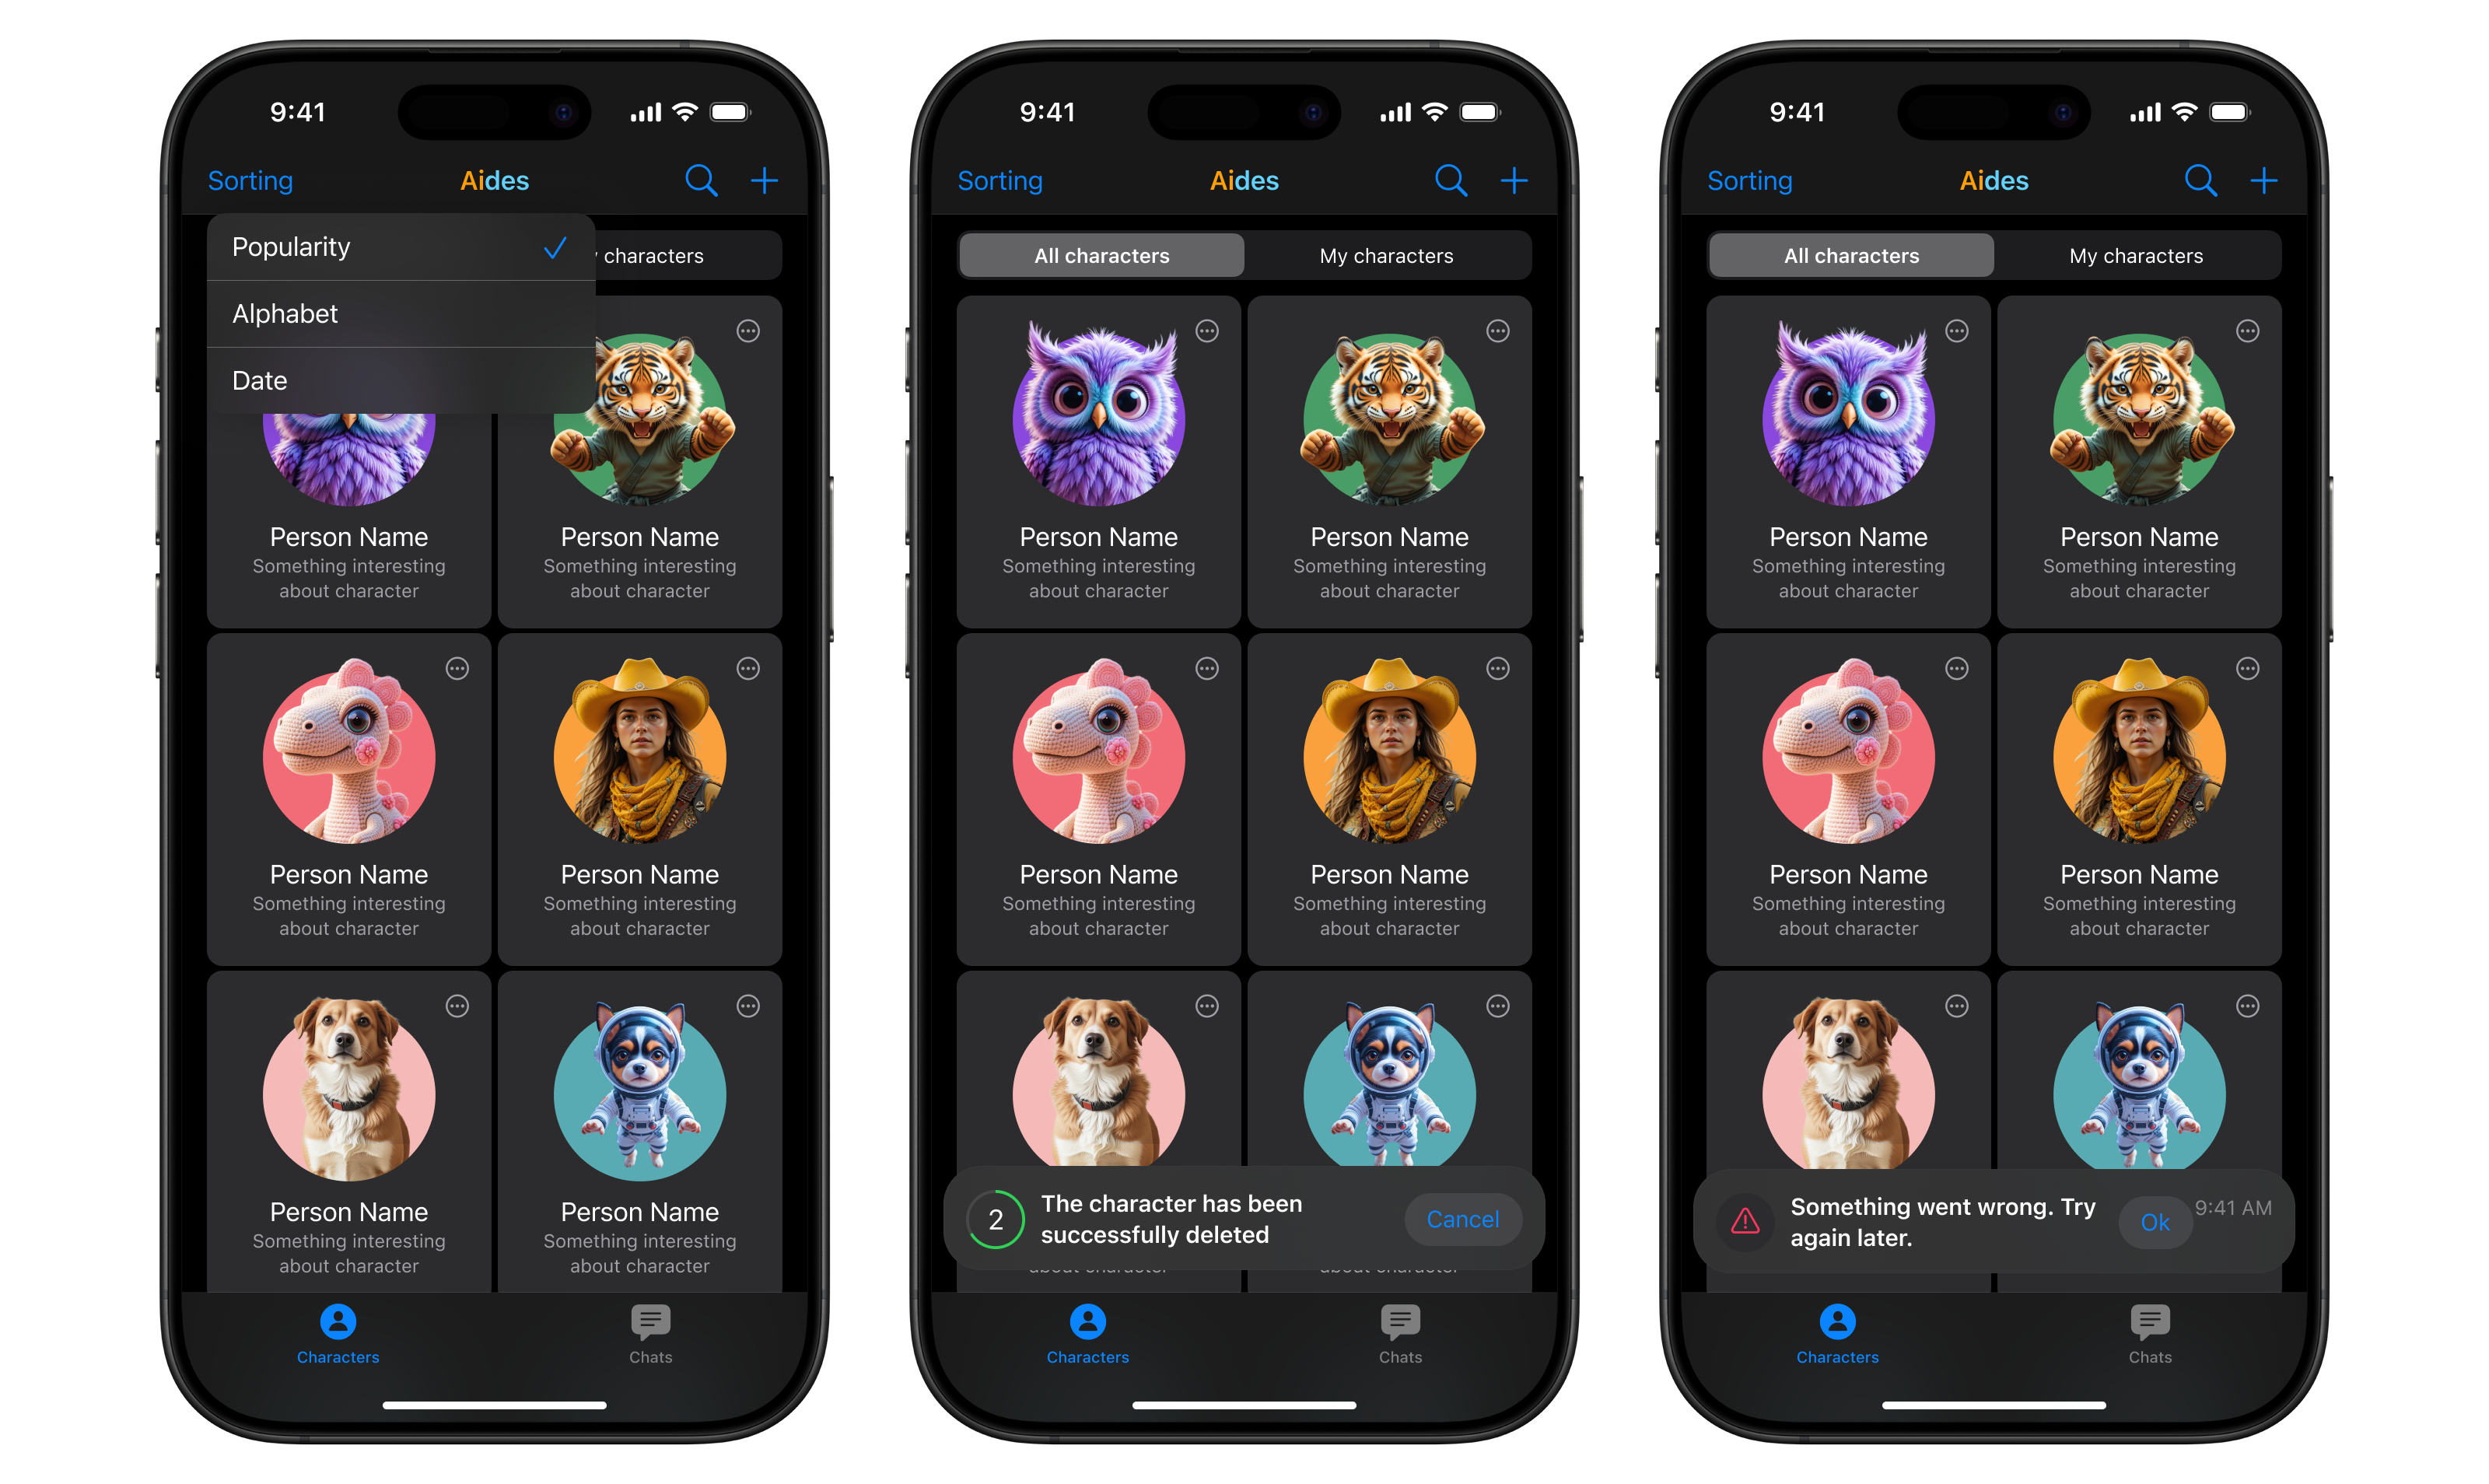 9:41
Sorting
Aides
Popularity
characters
Alphabet
Date
Person Name
Something interesting
about character
Person Name
Something interesting
about character
Person Name
Something interesting
about character
Person Name
Something interesting
about character
Person Name
Something interesting
about character
Person Name
Something interesting
about character
Characters
Chats
9:41
Sorting
Aides
All characters
My characters
Person Name
Something interesting
about character
Person Name
Something interesting
about character
Person Name
Something interesting
about character
Person Name
Something interesting
about character
2
The character has been
successfully deleted
Cancel
about character
about character
Characters
Chats
9:41
Sorting
Aides
All characters
My characters
Person Name
Something interesting
about character
Person Name
Something interesting
about character
Person Name
Something interesting
about character
Person Name
Something interesting
about character
Something went wrong. Try
again later.
Ok
9:41 AM
Characters
Chats